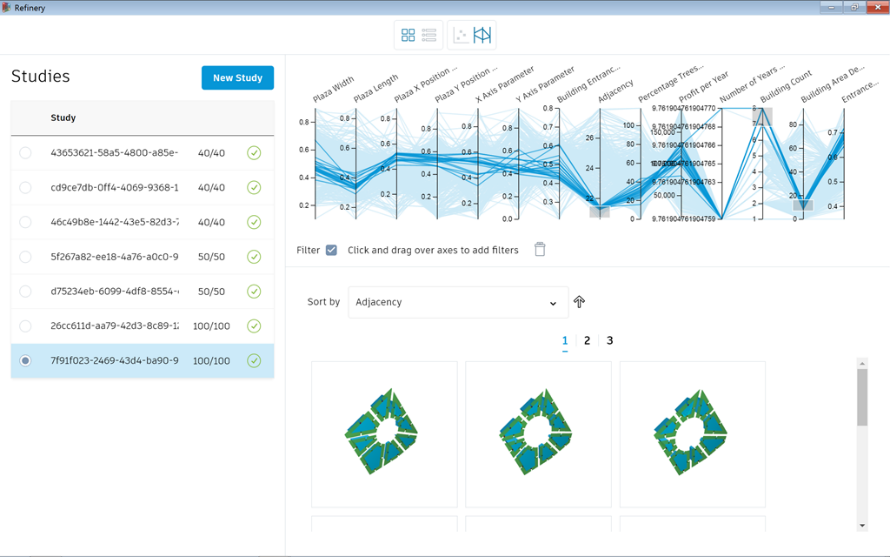 Refinery
Studies
New Study
Study
43653621-58a5-4800-a85e- 40/40
cd9ce7db-0ff4-4069-9368-1 40/40
46c49b8e-1442-43e5-82d3-7 40/40
5f267a82-ee18-4a76-a0c0-9 50/50
d75234eb-6099-4df8-8554- 50/50
26cc611d-aa79-42d3-8c89-12 100/100
7f91f023-2469-43d4-ba90-9 100/100
Plaza Width
Plaza Length
Plaza X Position ...
Plaza Y Position ...
X Axis Parameter
Y Axis Parameter
Building Entranc...
Adjacency
Percentage Trees...
Profit per Year
Number of Years ...
Building Count
Building Area De...
Entrance...
0.8 0.6 0.4 0.2
0.8 0.6 0.4 0.2
0.8 0.6 0.4 0.2
0.8 0.6 0.4 0.2
0.8 0.6 0.4 0.2
0.8 0.6 0.4 0.2 0.0
0.8 0.7 0.6 0.5 0.4 0.3
26 24 22
100 80 60 40 20 0
150.000 50.000
9.761904761904770
9.761904761904768
9.761904761904767
9.761904761904765
9.761904761904763
9.761904761904759
8 7 6 5 4 3 2 1
80 60 40 20 0
0.7 0.6 0.5 0.4
Filter Click and drag over axes to add filters
Sort by Adjacency
1 2 3